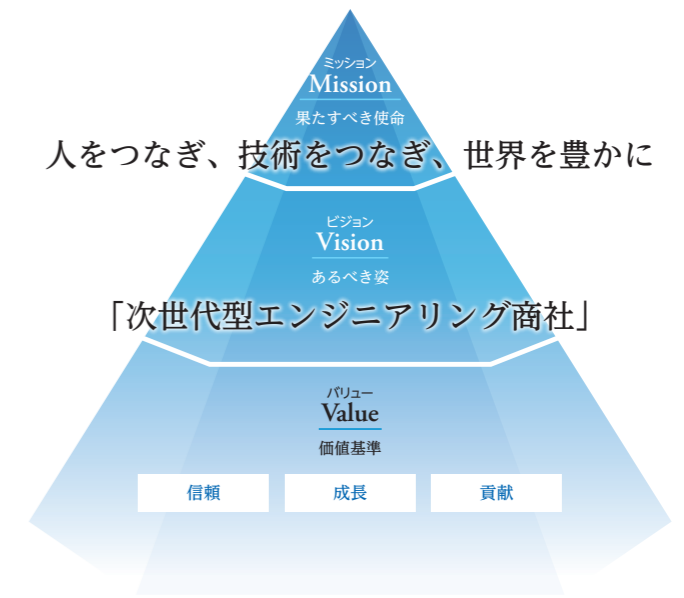 ミッション
Mission
果たすべき使命
人をつなぎ、技術をつなぎ、世界を豊かに
ビジョン
Vision
あるべき姿
「次世代型エンジニアリング商社」
バリュー
Value
価値基準
信頼
成長
貢献